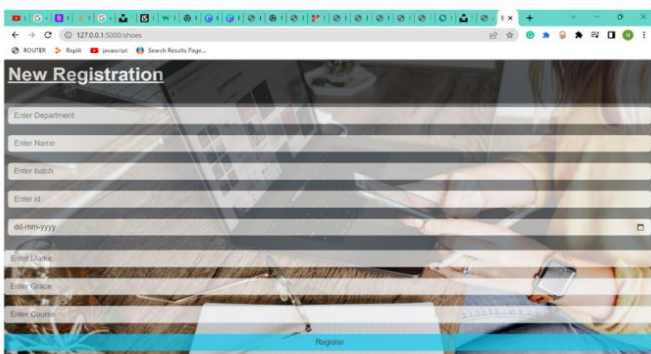 127.0.0.1:5000/shoes
ROUTER Replit javascript Search Results Page...
New Registration
Enter Department
Enter Name
Enter batch
Enter Id
dd-mm-yyyy
Enter Marks
Enter Grace
Enter Course
Register